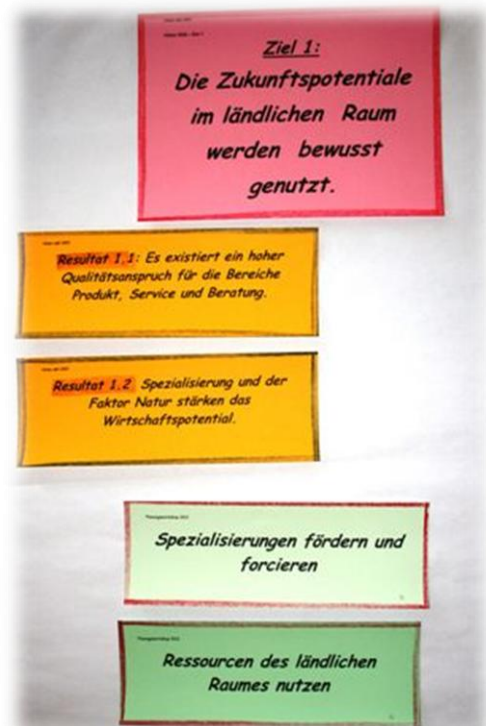 Ziel 1:
Die Zukunftspotentiale
im ländlichen Raum
werden bewusst
genutzt.
Resultat 1.1: Es existiert ein hoher
Qualitätsanspruch für die Bereiche
Produkt, Service und Beratung.
Resultat 1.2 Spezialisierung und der
Faktor Natur stärken das
Wirtschaftspotential.
Spezialisierungen fördern und
forcieren
Ressourcen des ländlichen
Raumes nutzen